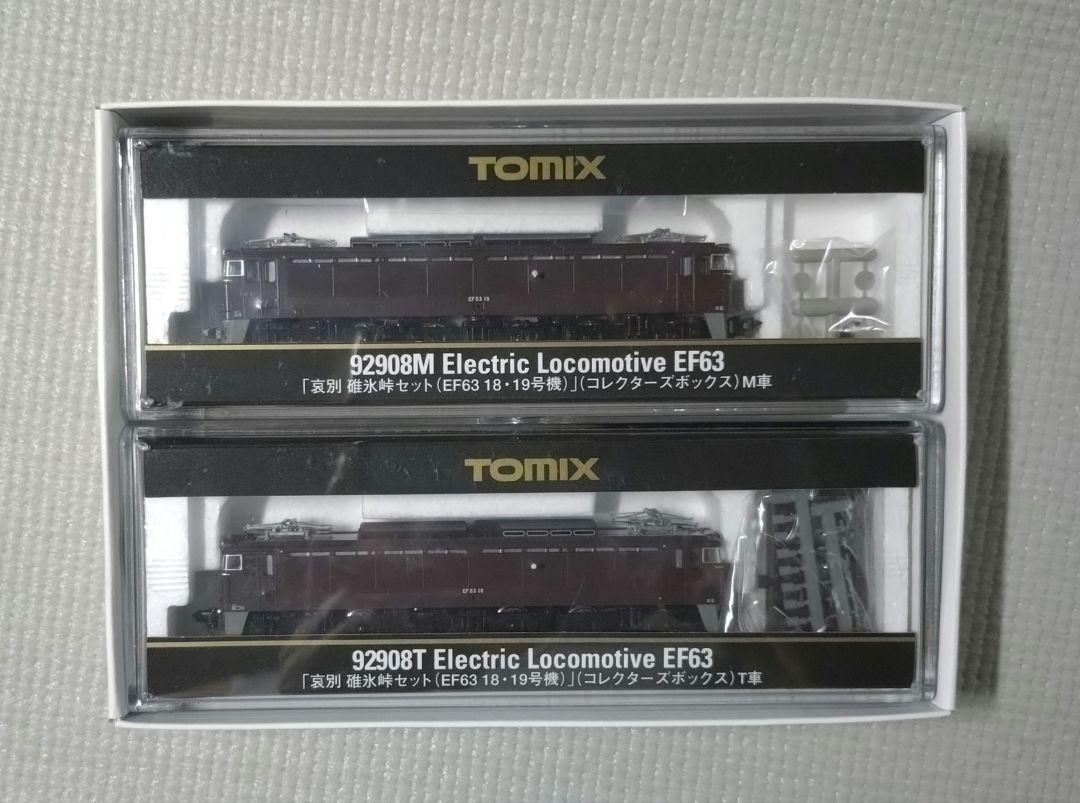 TOMIX
EF63 19
92908M Electric Locomotive EF63
「哀別 碓氷峠セット(EF63 18・19号機)」(コレクターズボックス)M車
TOMIX
EF63 18
92908T Electric Locomotive EF63
「哀別 碓氷峠セット(EF63 18・19号機)」(コレクターズボックス)T車